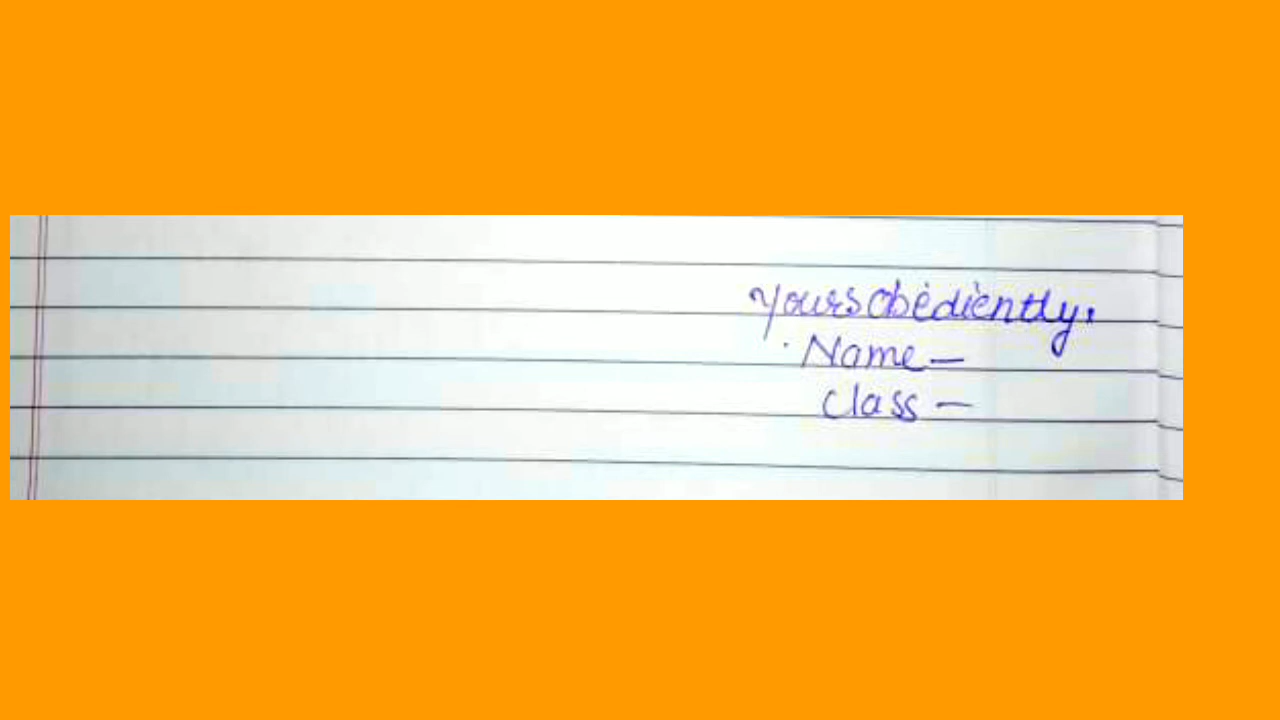 Yours Obediently,
Name –
Class –